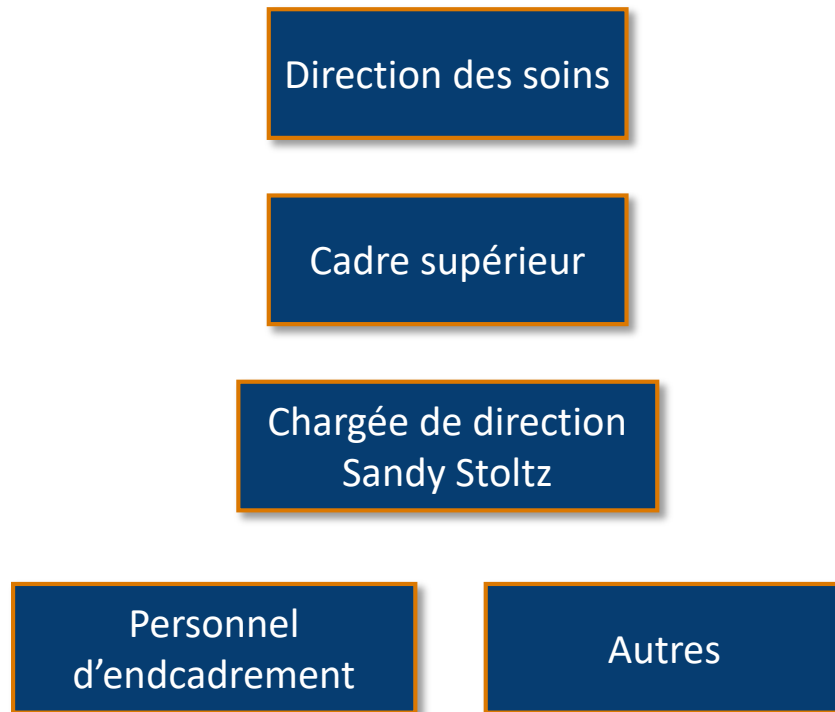 Direction des soins
Cadre supérieur
Chargée de direction
Sandy Stoltz
Personnel
d’endcadrement
Autres